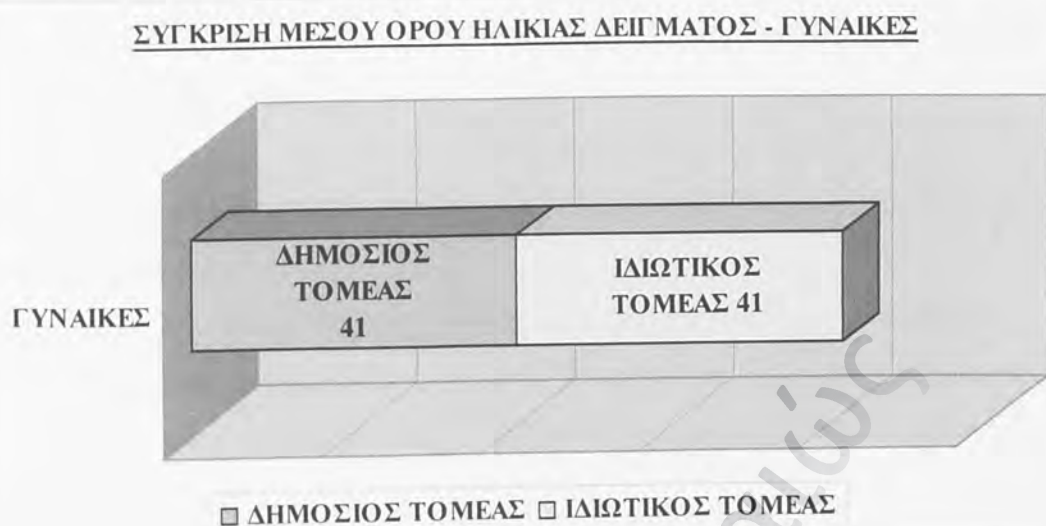 ΣΥΓΚΡΙΣΗ ΜΕΣΟΥ ΟΡΟΥ ΗΛΙΚΙΑΣ ΔΕΙΓΜΑΤΟΣ - ΓΥΝΑΙΚΕΣ
ΔΗΜΟΣΙΟΣ
ΤΟΜΕΑΣ
41
ΙΔΙΩΤΙΚΟΣ
ΤΟΜΕΑΣ 41
ΓΥΝΑΙΚΕΣ
ΔΗΜΟΣΙΟΣ ΤΟΜΕΑΣ ΙΔΙΩΤΙΚΟΣ ΤΟΜΕΑΣ